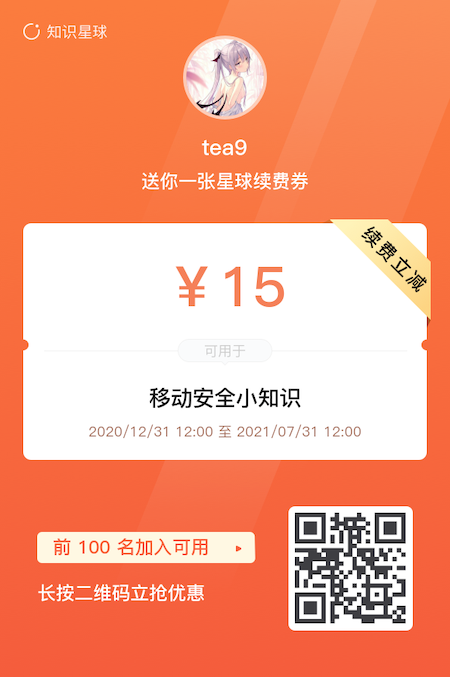 知识星球
tea9
送你一张星球续费券
续费立减
¥ 15
可用于
移动安全小知识
2020/12/31 12:00 至 2021/07/31 12:00
前 100 名加入可用
长按二维码立抢优惠